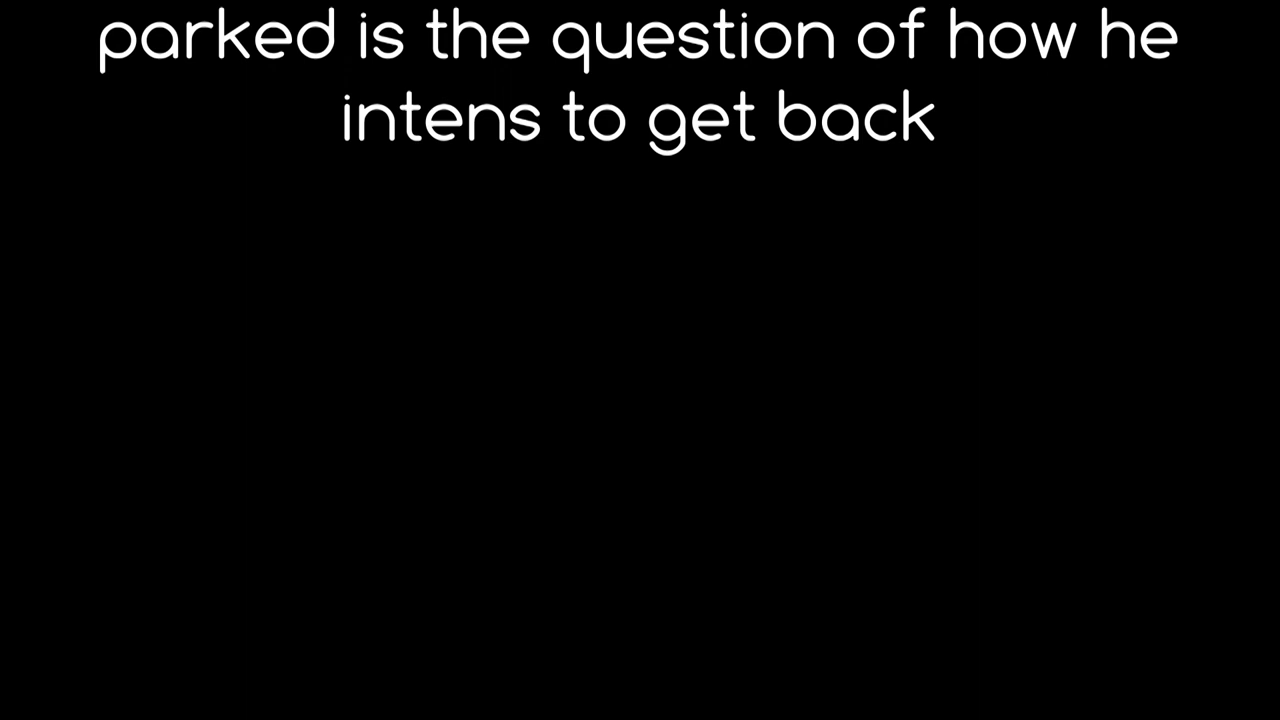 parked is the question of how he
intens to get back